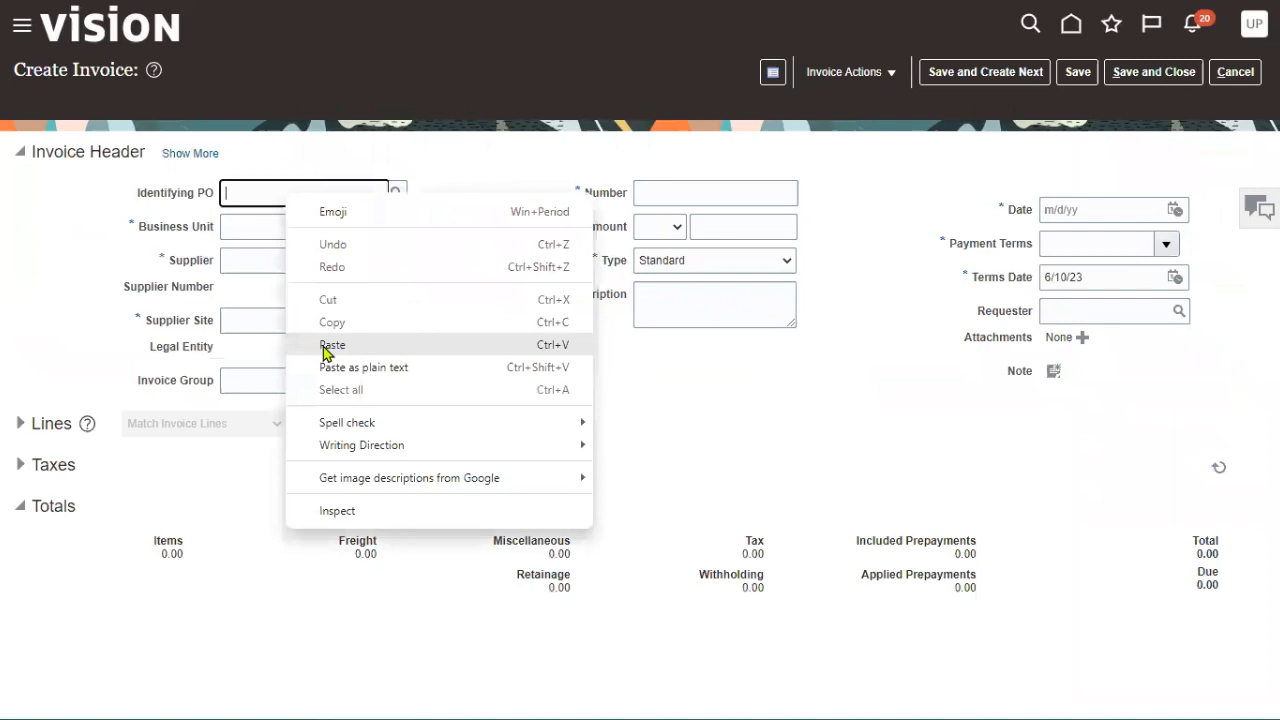 vision
20
UP
Create Invoice: ?
Invoice Actions
Save and Create Next
Save
Save and Close
Cancel
Invoice Header
Show More
Identifying PO
* Business Unit
* Supplier
Supplier Number
* Supplier Site
Legal Entity
Invoice Group
Emoji Win+Period
Undo Ctrl+Z
Redo Ctrl+Shift+Z
Cut Ctrl+X
Copy Ctrl+C
Paste Ctrl+V
Paste as plain text Ctrl+Shift+V
Select all Ctrl+A
Spell check
Writing Direction
Get image descriptions from Google
Inspect
* Number
mount
* Type Standard
ription
* Date m/d/yy
* Payment Terms
* Terms Date 6/10/23
Requester
Attachments None
Note
Lines ? Match Invoice Lines
Taxes
Totals
Items Freight Miscellaneous Tax Included Prepayments Total
0.00 0.00 0.00 0.00 0.00 0.00
Retainage Withholding Applied Prepayments Due
0.00 0.00 0.00 0.00